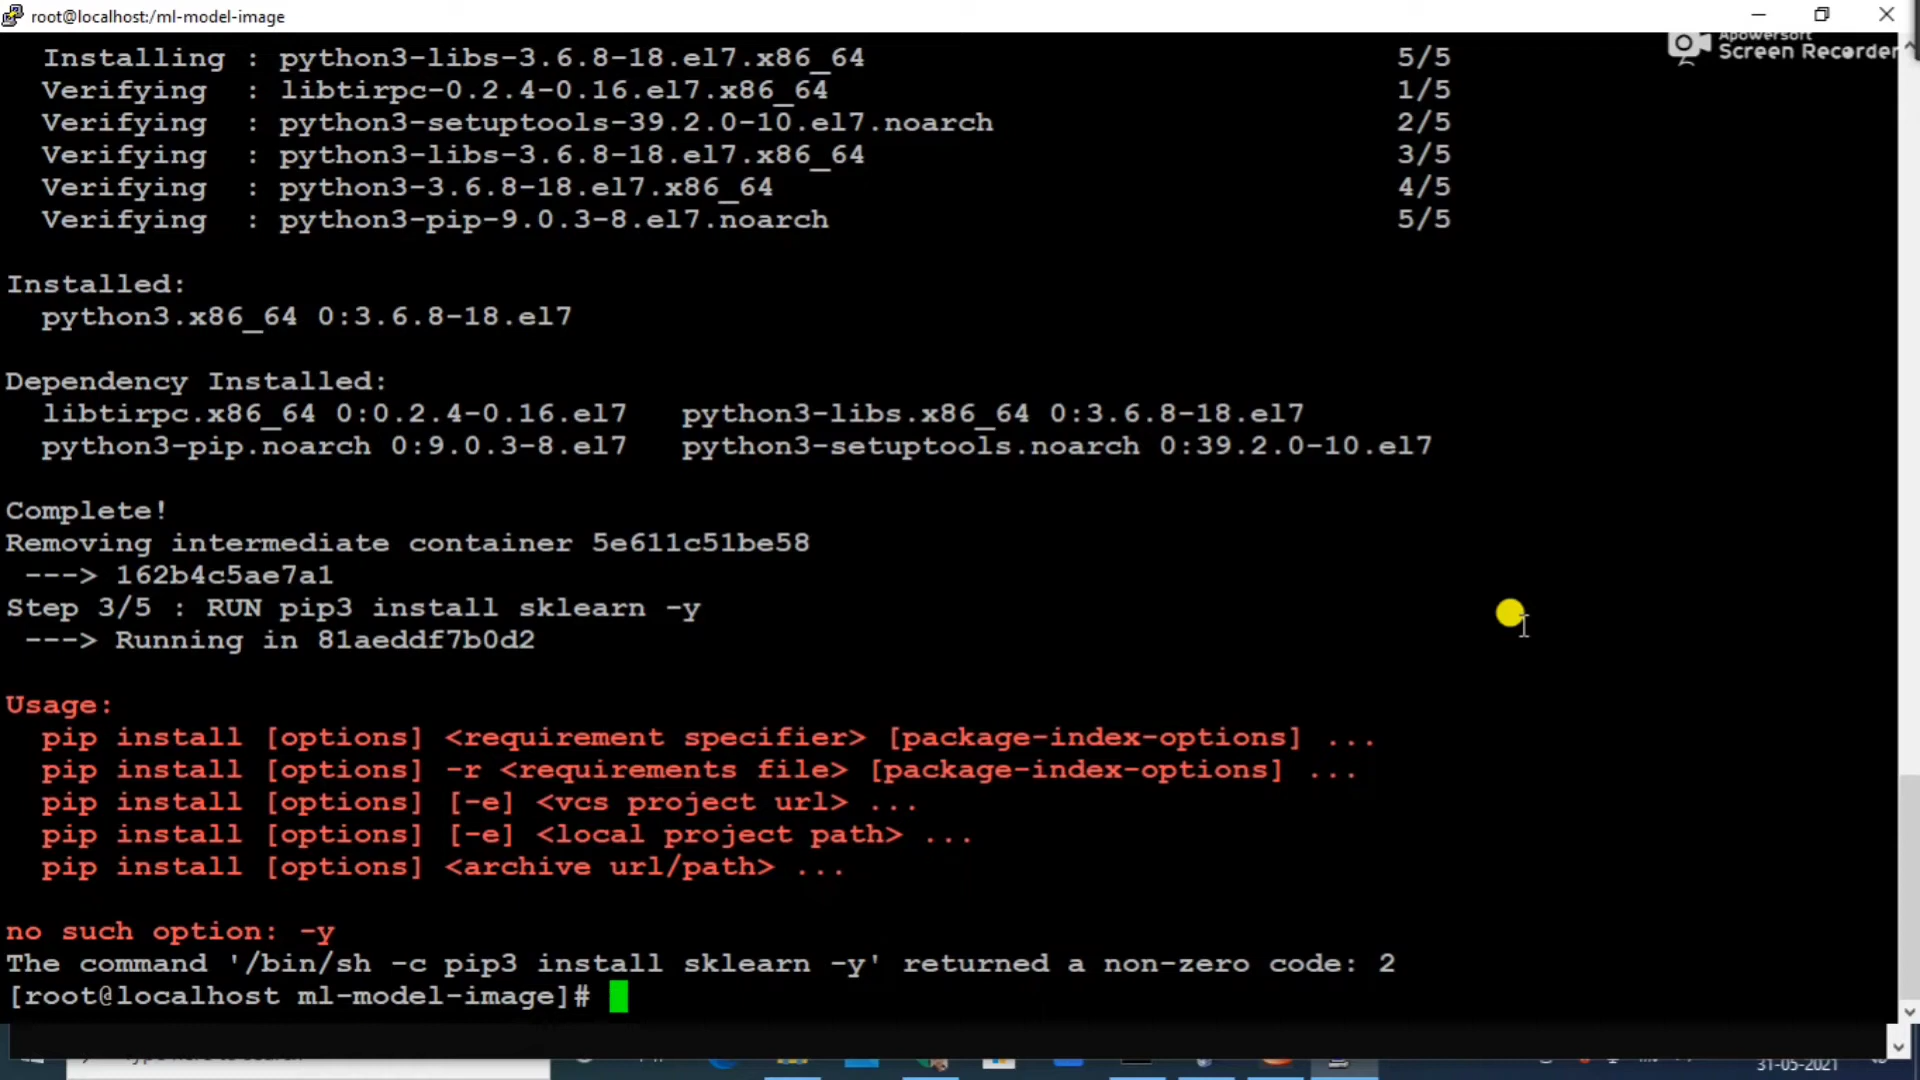 root@localhost:/ml-model-image
Apowersoft
Screen Recorder
Installing : python3-libs-3.6.8-18.el7.x86_64 5/5
Verifying : libtirpc-0.2.4-0.16.el7.x86_64 1/5
Verifying : python3-setuptools-39.2.0-10.el7.noarch 2/5
Verifying : python3-libs-3.6.8-18.el7.x86_64 3/5
Verifying : python3-3.6.8-18.el7.x86_64 4/5
Verifying : python3-pip-9.0.3-8.el7.noarch 5/5
Installed:
python3.x86_64 0:3.6.8-18.el7
Dependency Installed:
libtirpc.x86_64 0:0.2.4-0.16.el7 python3-libs.x86_64 0:3.6.8-18.el7
python3-pip.noarch 0:9.0.3-8.el7 python3-setuptools.noarch 0:39.2.0-10.el7
Complete!
Removing intermediate container 5e611c51be58
---> 162b4c5ae7a1
Step 3/5 : RUN pip3 install sklearn -y
---> Running in 81aeddf7b0d2
Usage:
pip install [options] <requirement specifier> [package-index-options] ...
pip install [options] -r <requirements file> [package-index-options] ...
pip install [options] [-e] <vcs project url> ...
pip install [options] [-e] <local project path> ...
pip install [options] <archive url/path> ...
no such option: -y
The command '/bin/sh -c pip3 install sklearn -y' returned a non-zero code: 2
[root@localhost ml-model-image]#
31-05-2021